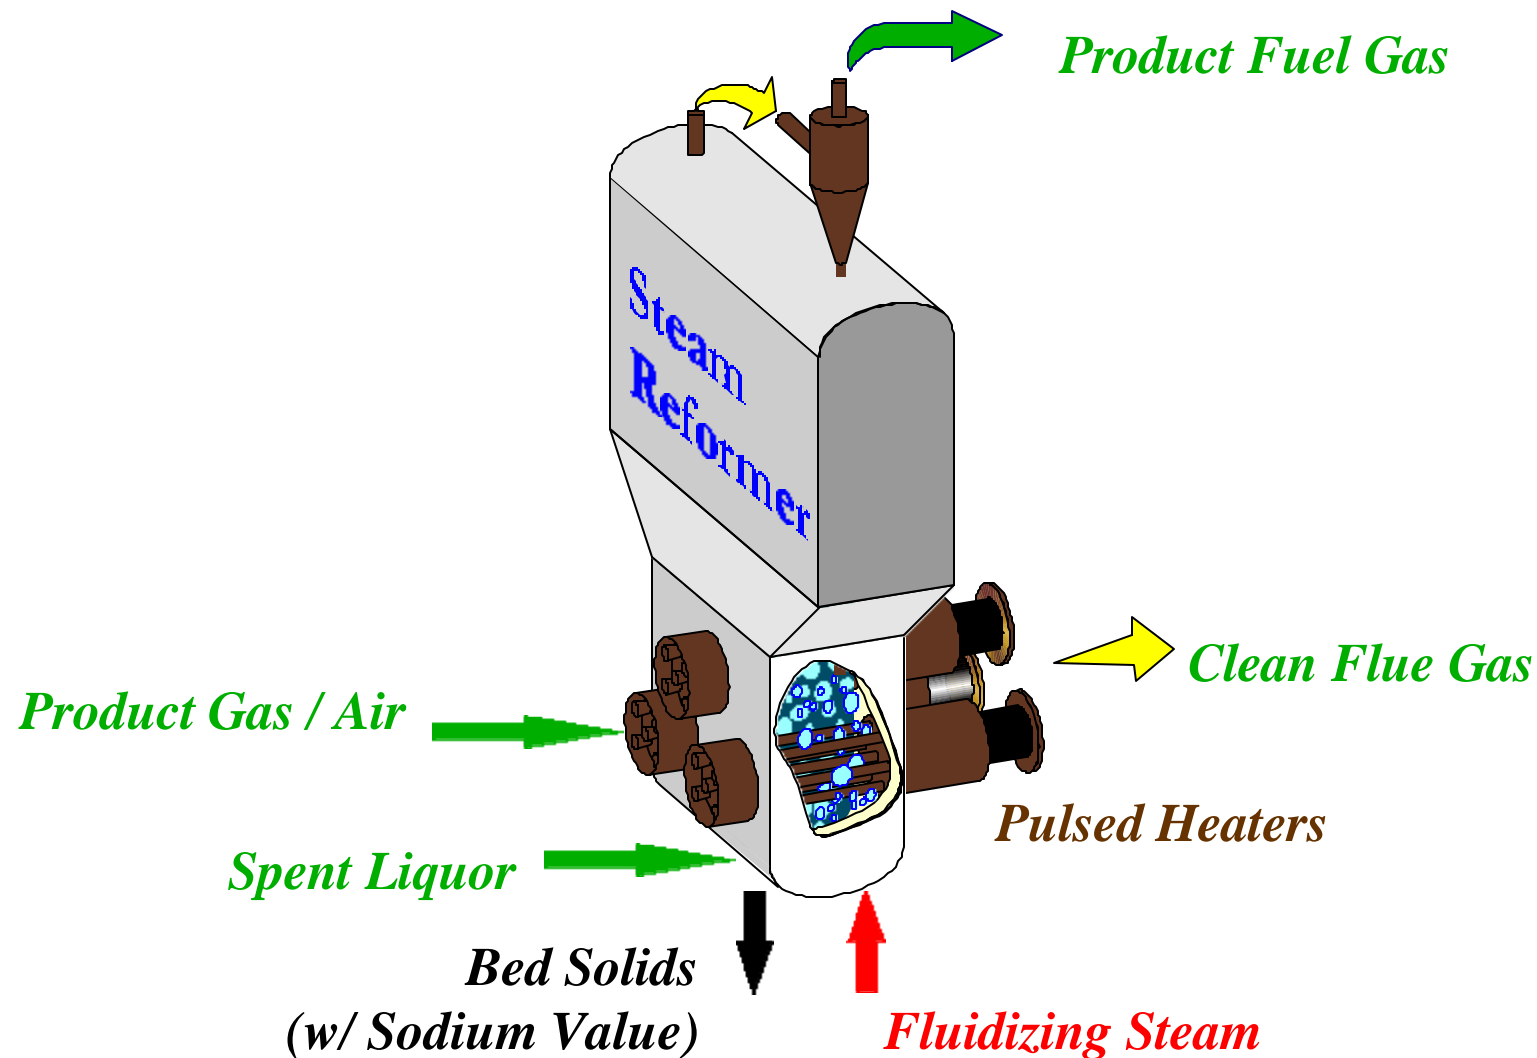 Product Fuel Gas
Steam
Reformer
Clean Flue Gas
Product Gas / Air
Pulsed Heaters
Spent Liquor
Bed Solids
(w/ Sodium Value)
Fluidizing Steam